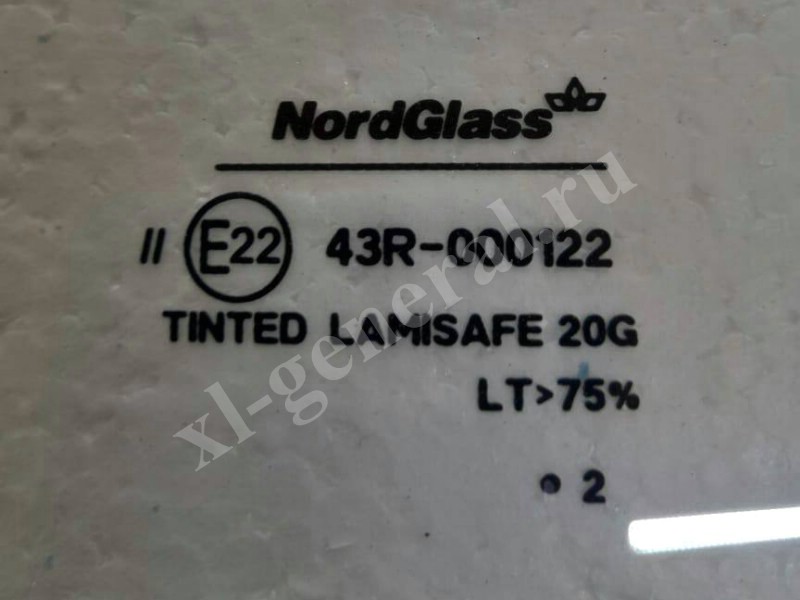 NordGlass
II E22 43R-000122
TINTED LAMISAFE 20G
LT>75%
• 2
xl-general.ru